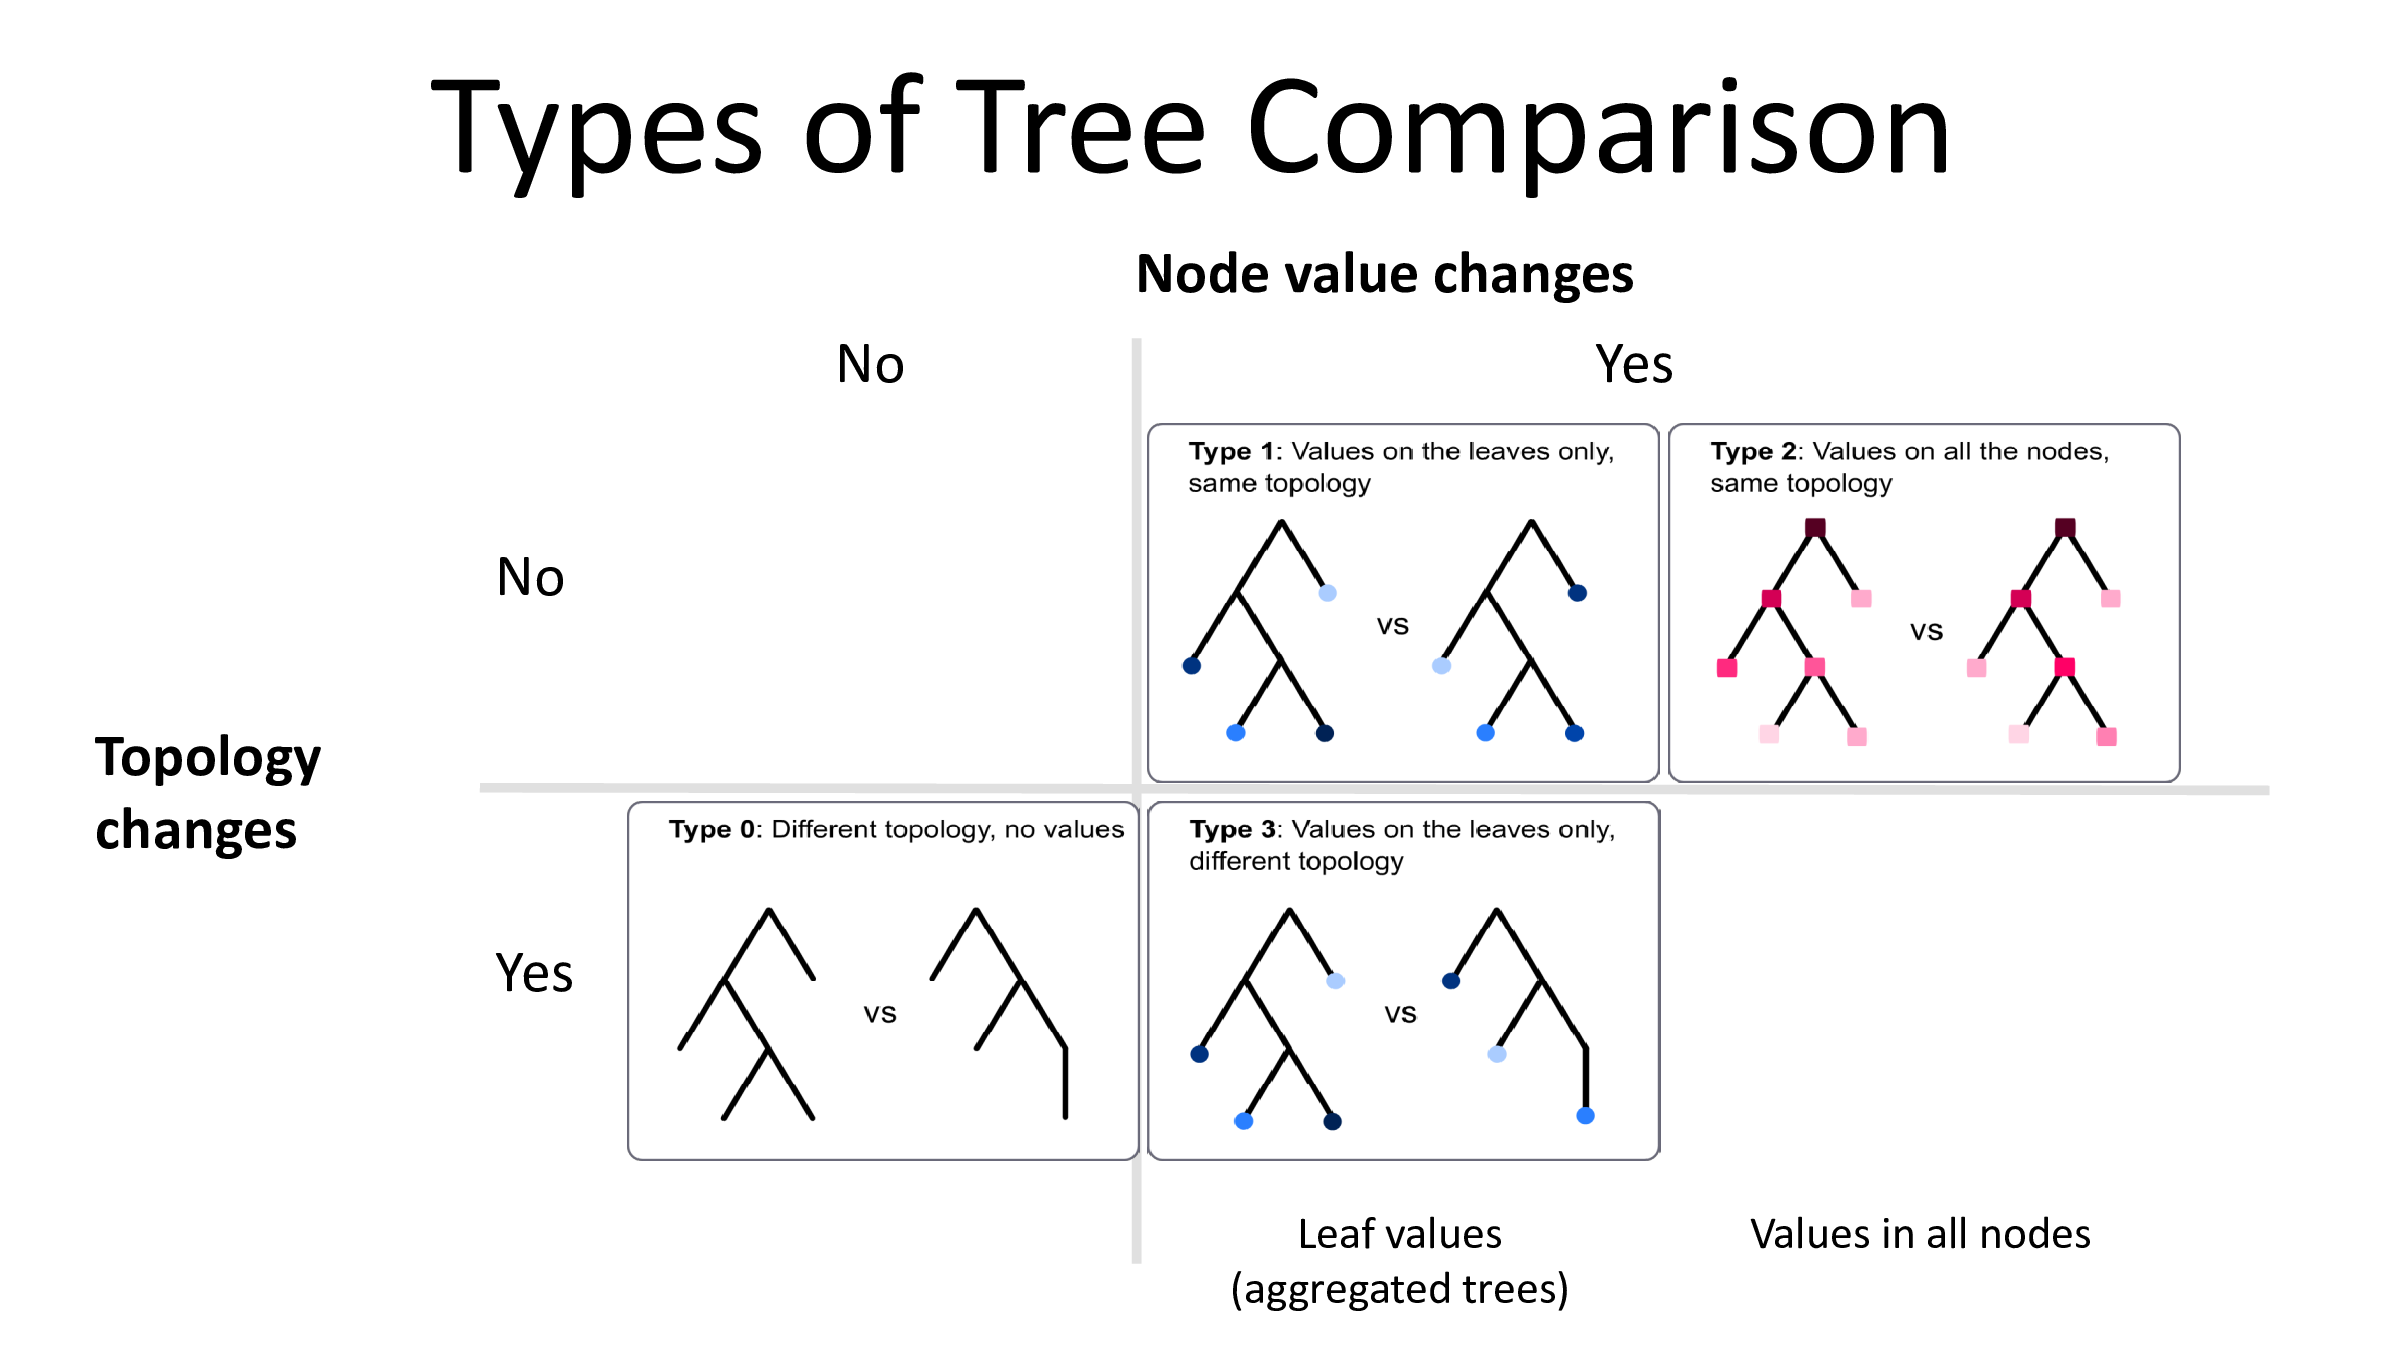 Types of Tree Comparison
Node value changes
No
Yes
Type 1: Values on the leaves only,
same topology
vs
Type 2: Values on all the nodes,
same topology
vs
No
Topology
changes
Type 0: Different topology, no values
vs
Type 3: Values on the leaves only,
different topology
vs
Yes
Leaf values
(aggregated trees)
Values in all nodes